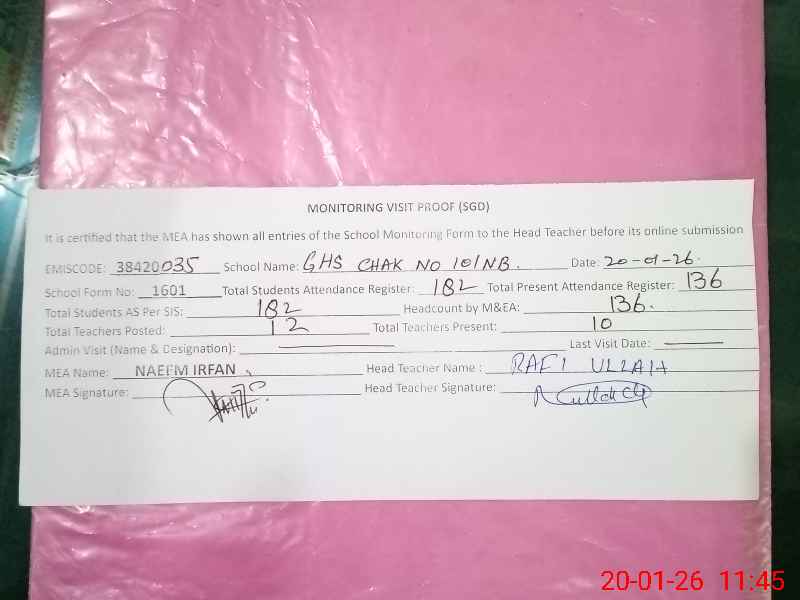 MONITORING VISIT PROOF (SGD)
It is certified that the MEA has shown all entries of the School Monitoring Form to the Head Teacher before its online submission
EMISCODE: 38420035 School Name: GHS CHAK NO 101NB. Date: 20-01-26.
School Form No: 1601 Total Students Attendance Register: 182 Total Present Attendance Register: 136
Total Students AS Per SIS: 182 Headcount by M&EA: 136.
Total Teachers Posted: 12 Total Teachers Present: 10
Admin Visit (Name & Designation): Last Visit Date:
MEA Name: NAEEM IRFAN Head Teacher Name : RAFI ULLAH
MEA Signature: Head Teacher Signature:
20-01-26 11:45